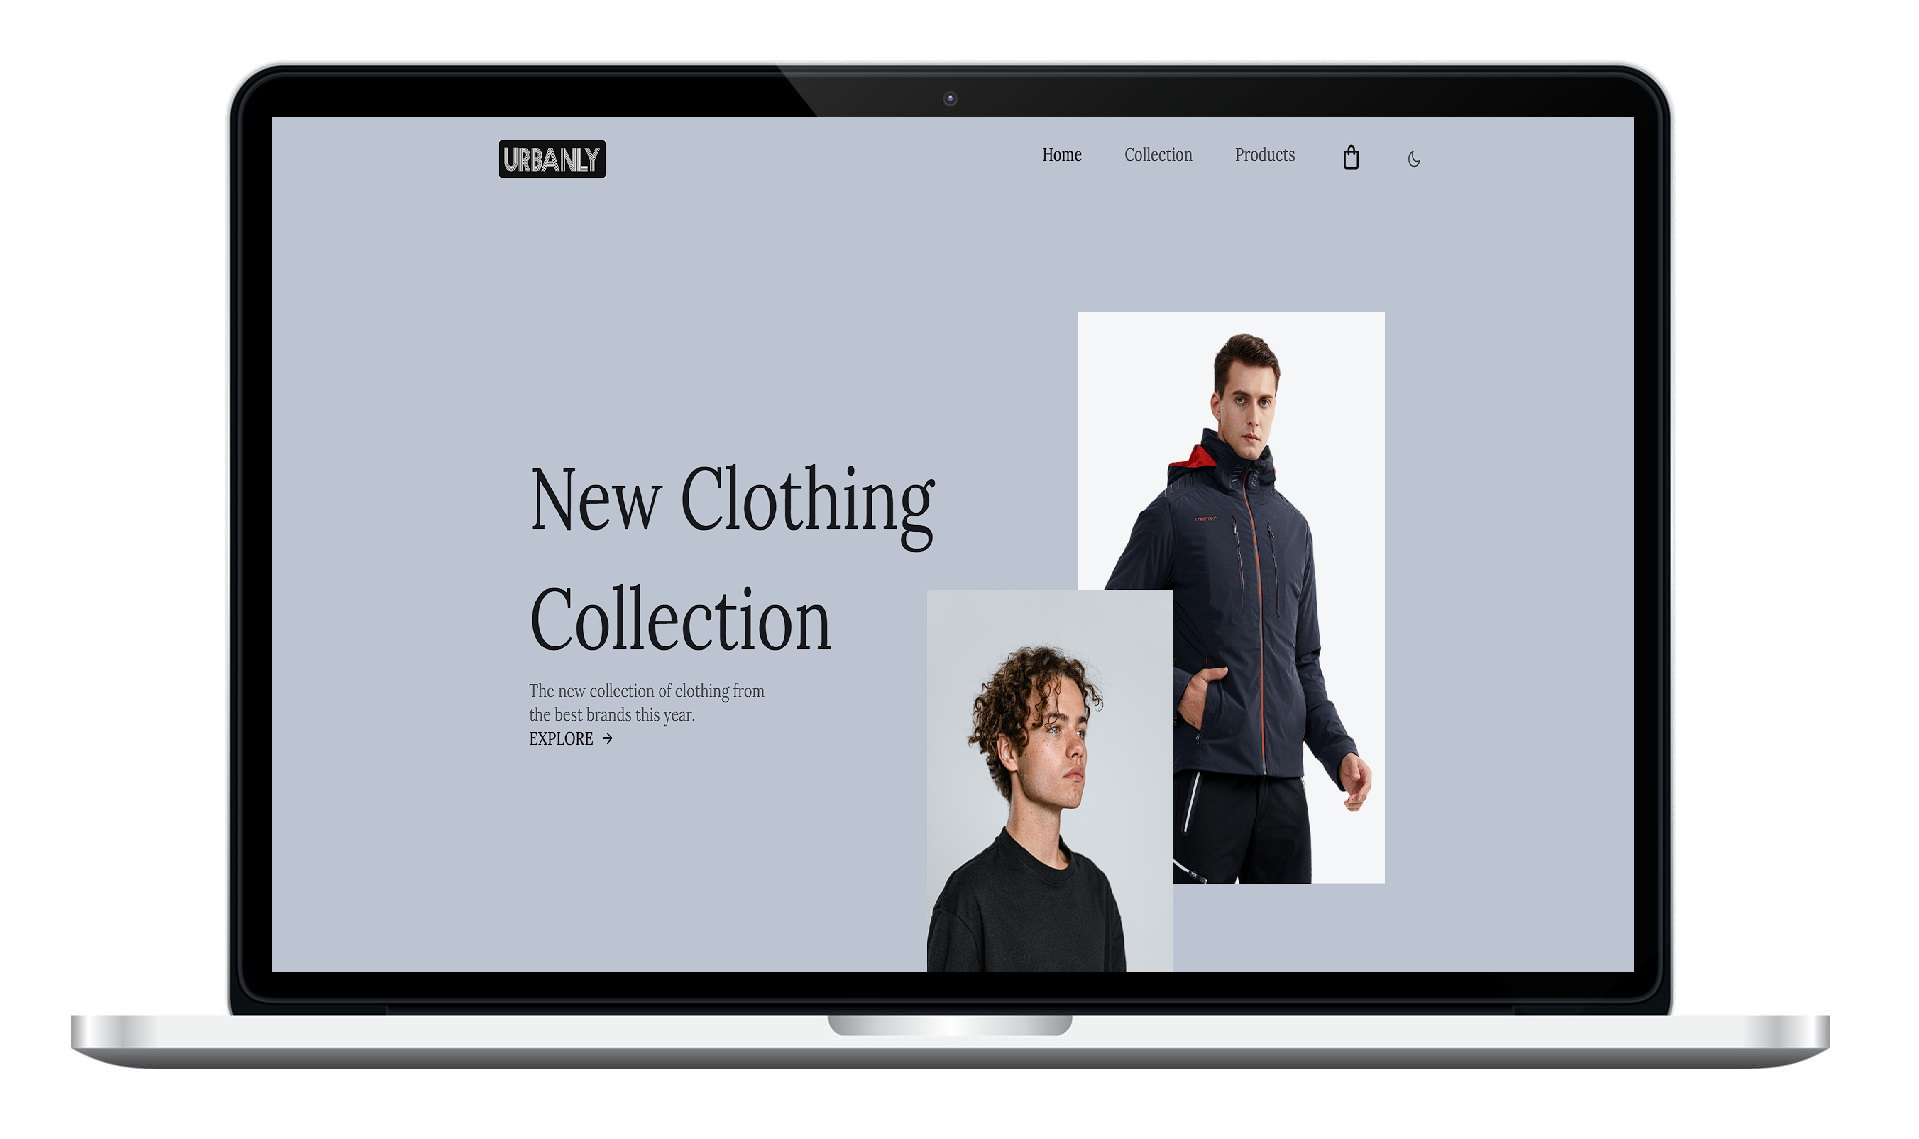 URBANLY
Home Collection Products
New Clothing
Collection
The new collection of clothing from
the best brands this year.
EXPLORE →